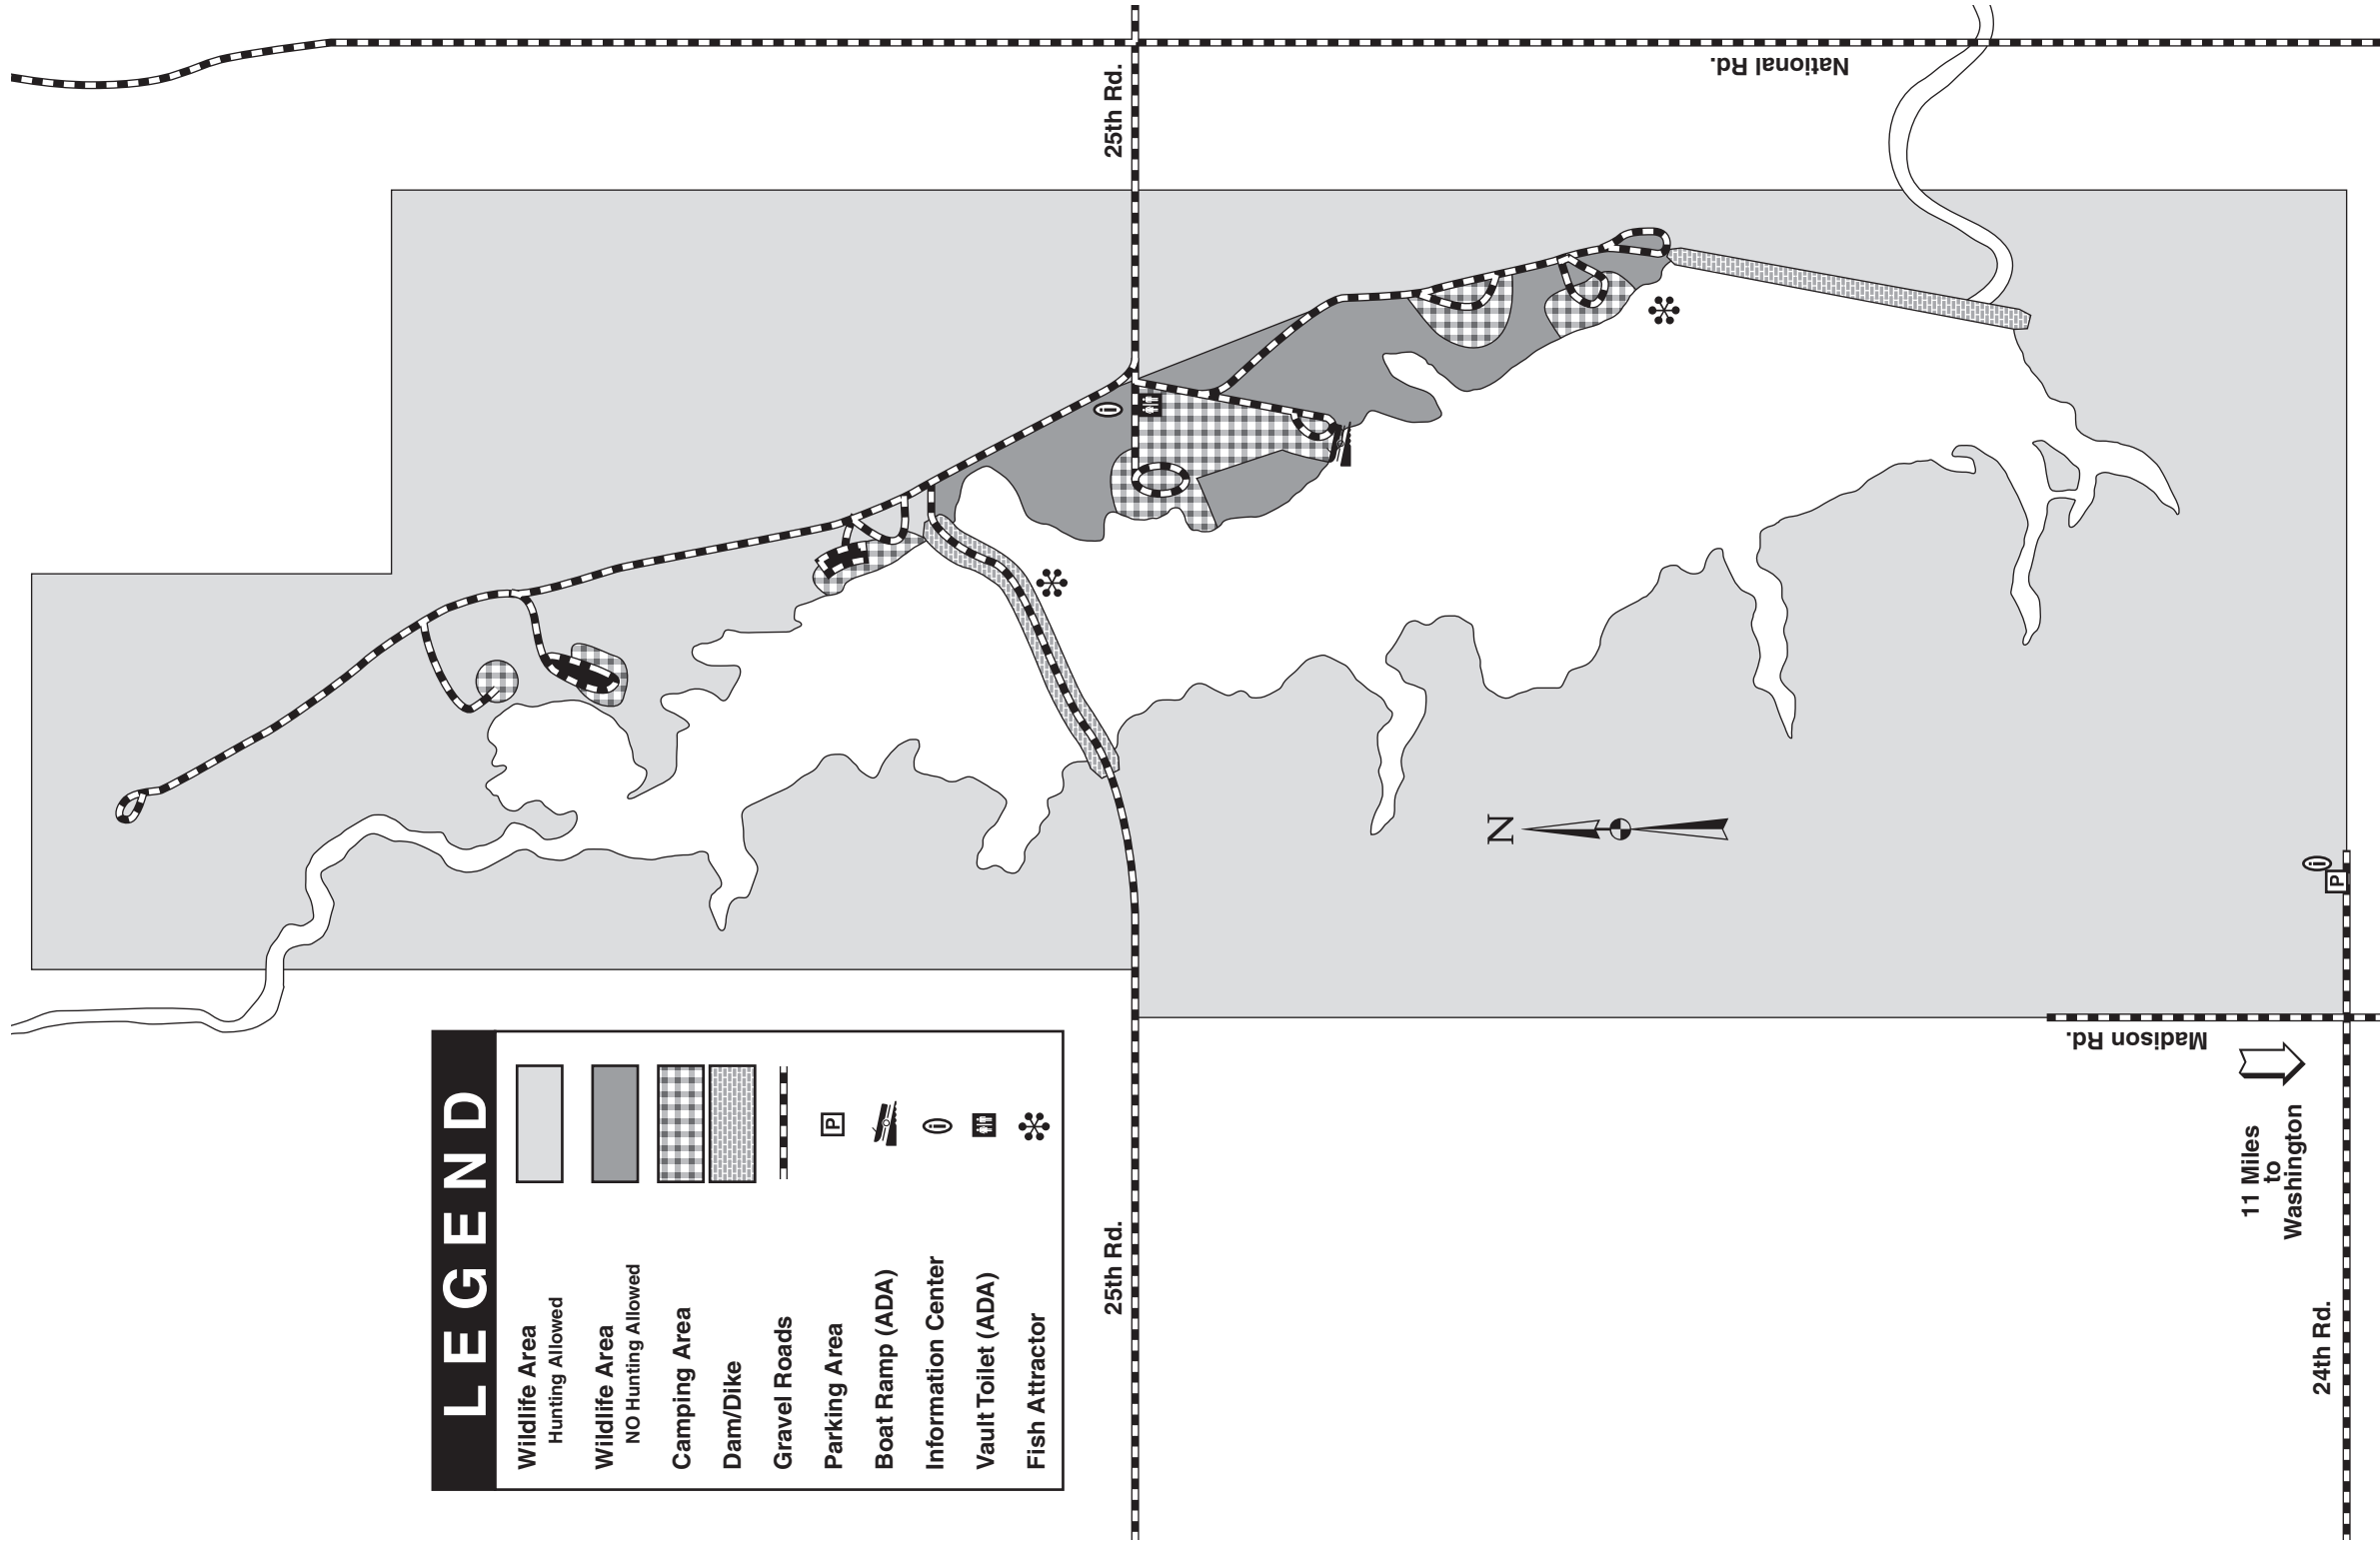 National Rd.
25th Rd.
N
P
Madison Rd.
11 Miles
to
Washington
25th Rd.
24th Rd.
LEGEND
Wildlife Area
Hunting Allowed
Wildlife Area
NO Hunting Allowed
Camping Area
Dam/Dike
Gravel Roads
Parking Area
P
Boat Ramp (ADA)
Information Center
i
Vault Toilet (ADA)
Fish Attractor
i
i